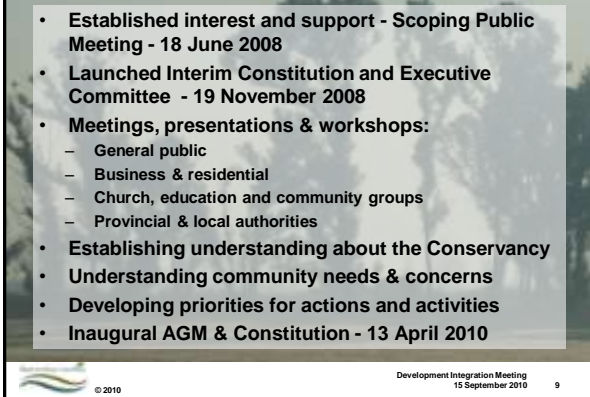 • Established interest and support - Scoping Public
Meeting - 18 June 2008
• Launched Interim Constitution and Executive
Committee - 19 November 2008
• Meetings, presentations & workshops:
– General public
– Business & residential
– Church, education and community groups
– Provincial & local authorities
• Establishing understanding about the Conservancy
• Understanding community needs & concerns
• Developing priorities for actions and activities
• Inaugural AGM & Constitution - 13 April 2010
© 2010
Development Integration Meeting
15 September 2010 9